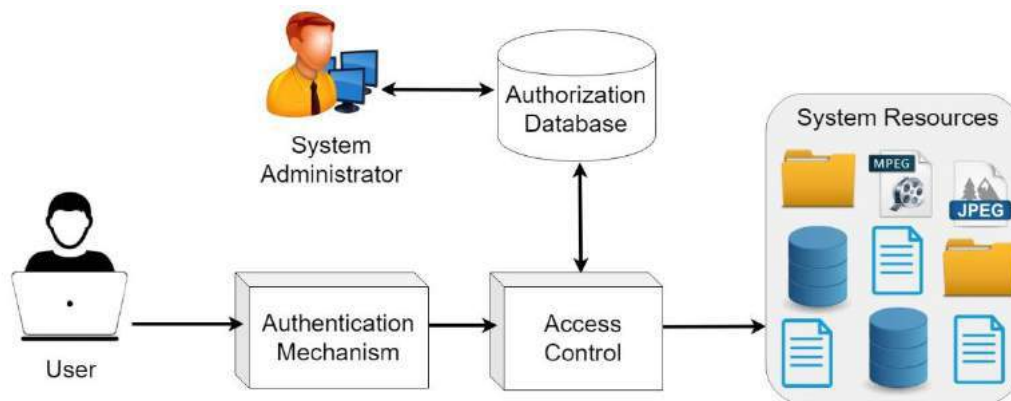 Authorization
Database
System Resources
System
Administrator
MPEG
JPEG
User
Authentication
Mechanism
Access
Control